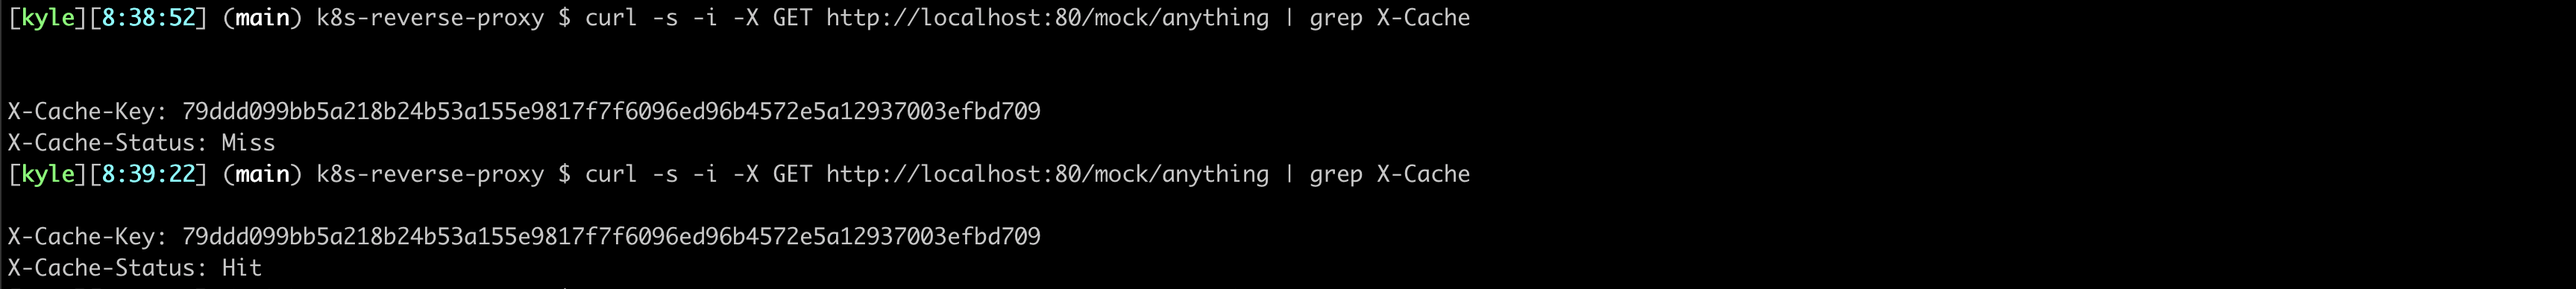 [kyle][8:38:52] (main) k8s-reverse-proxy $ curl -s -i -X GET http://localhost:80/mock/anything | grep X-Cache
X-Cache-Key: 79ddd099bb5a218b24b53a155e9817f7f6096ed96b4572e5a12937003efbd709
X-Cache-Status: Miss
[kyle][8:39:22] (main) k8s-reverse-proxy $ curl -s -i -X GET http://localhost:80/mock/anything | grep X-Cache
X-Cache-Key: 79ddd099bb5a218b24b53a155e9817f7f6096ed96b4572e5a12937003efbd709
X-Cache-Status: Hit